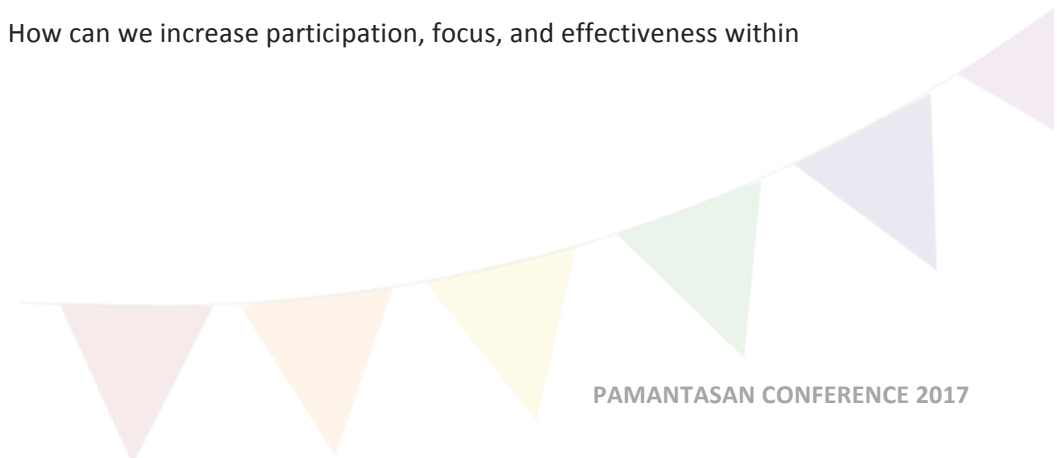 How can we increase participation, focus, and effectiveness within
PAMANTASAN CONFERENCE 2017